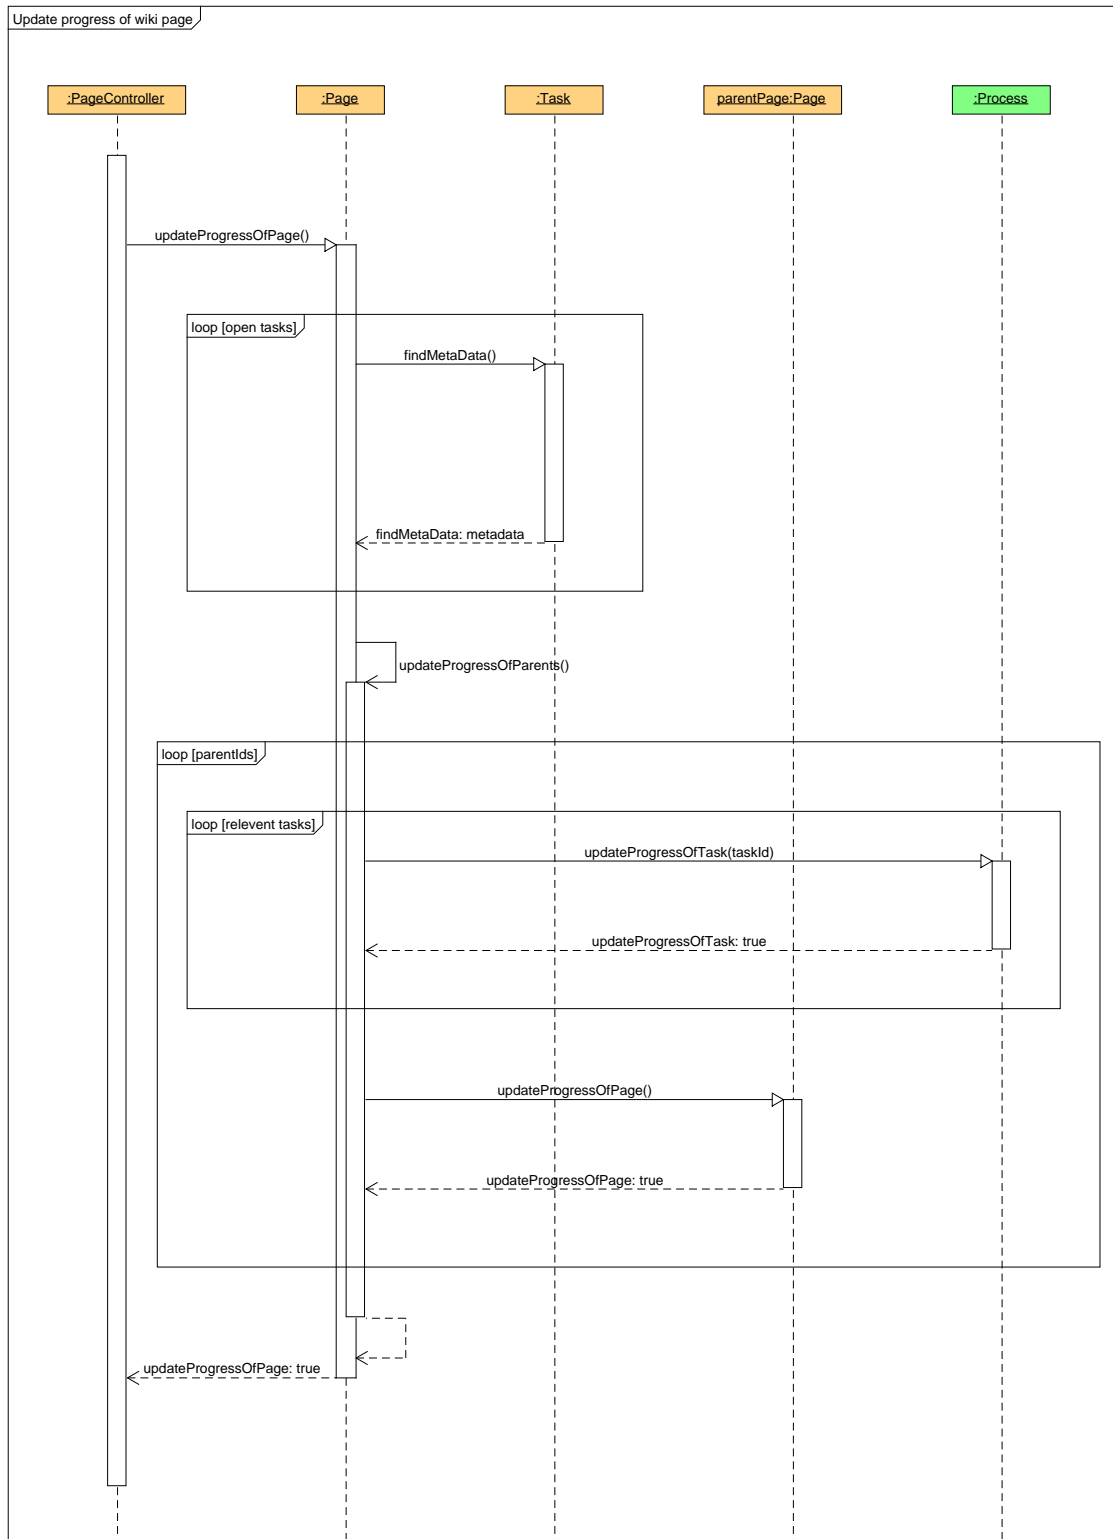 Update progress of wiki page
:PageController
:Page
:Task
parentPage:Page
:Process
updateProgressOfPage()
loop [open tasks]
findMetaData()
findMetaData: metadata
updateProgressOfParents()
loop [parentIds]
loop [relevent tasks]
updateProgressOfTask(taskId)
updateProgressOfTask: true
updateProgressOfPage()
updateProgressOfPage: true
updateProgressOfPage: true